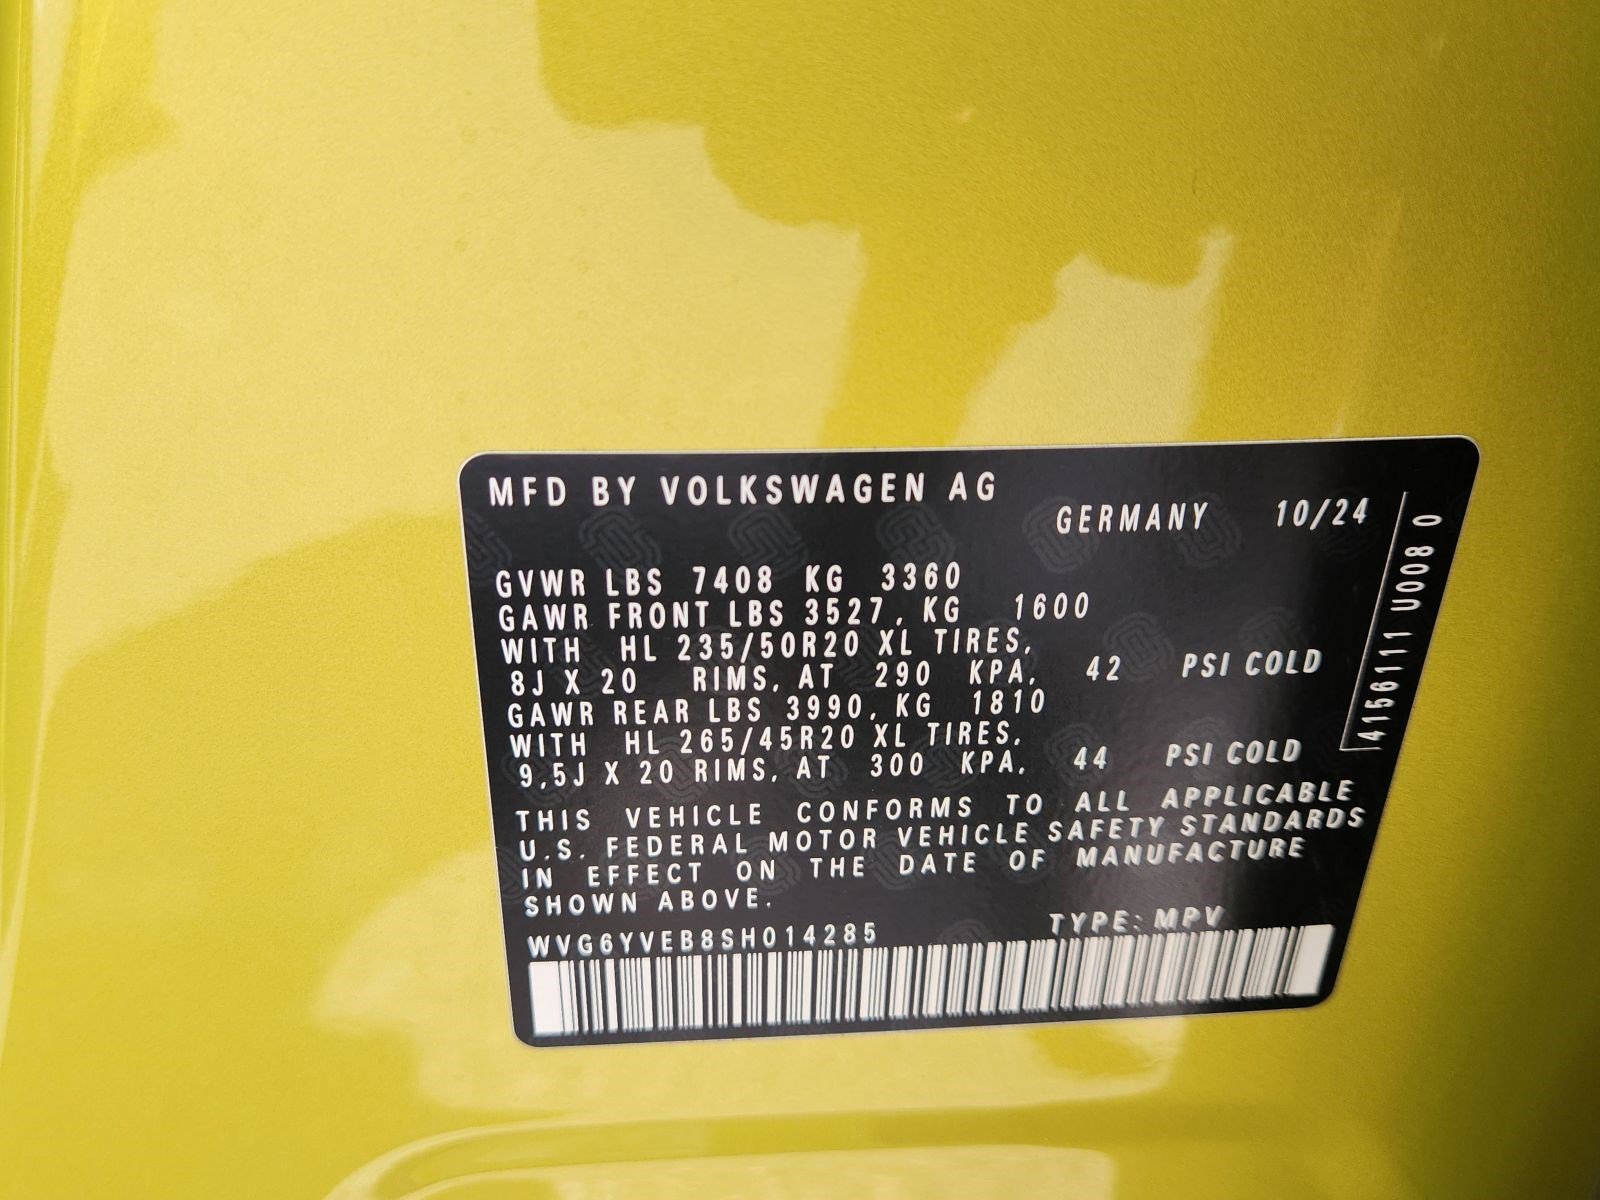 MFD BY VOLKSWAGEN AG
GERMANY 10/24
GVWR LBS 7408 KG 3360
GAWR FRONT LBS 3527, KG 1600
WITH HL 235/50R20 XL TIRES,
8J X 20 RIMS, AT 290 KPA, 42 PSI COLD
GAWR REAR LBS 3990, KG 1810
WITH HL 265/45R20 XL TIRES,
9,5J X 20 RIMS, AT 300 KPA, 44 PSI COLD
THIS VEHICLE CONFORMS TO ALL APPLICABLE
U.S. FEDERAL MOTOR VEHICLE SAFETY STANDARDS
IN EFFECT ON THE DATE OF MANUFACTURE
SHOWN ABOVE.
WVG6YVEB8SH014285 TYPE: MPV
4156111 U008 0